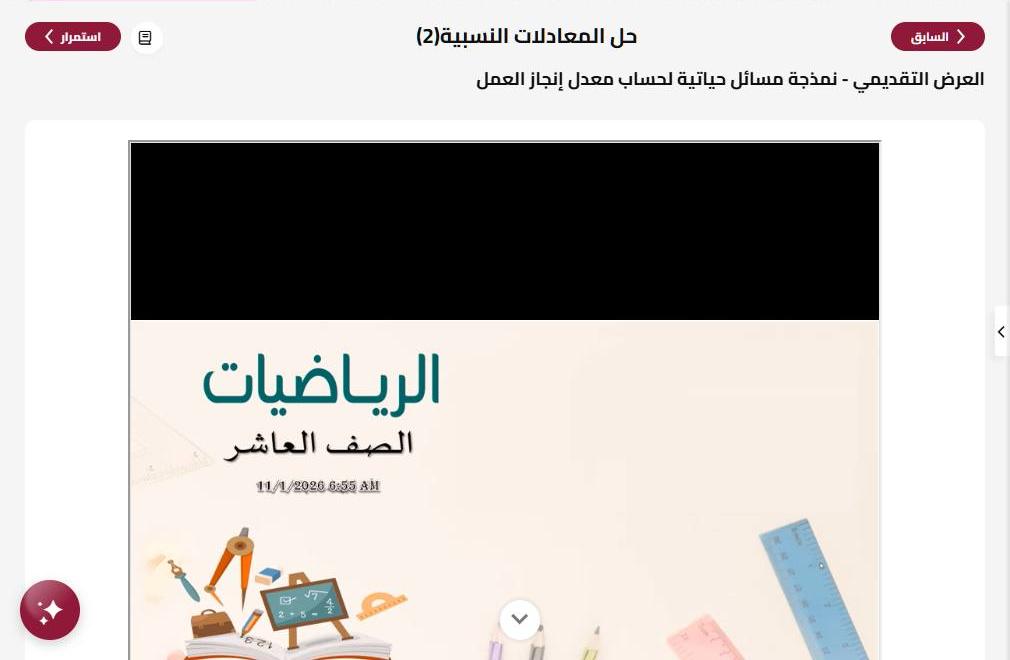 السابق
حل المعادلات النسبية(2)
استمرار
العرض التقديمي - نمذجة مسائل حياتية لحساب معدل إنجاز العمل
الرياضيات
الصف العاشر
11/1/2026 6:55 AM